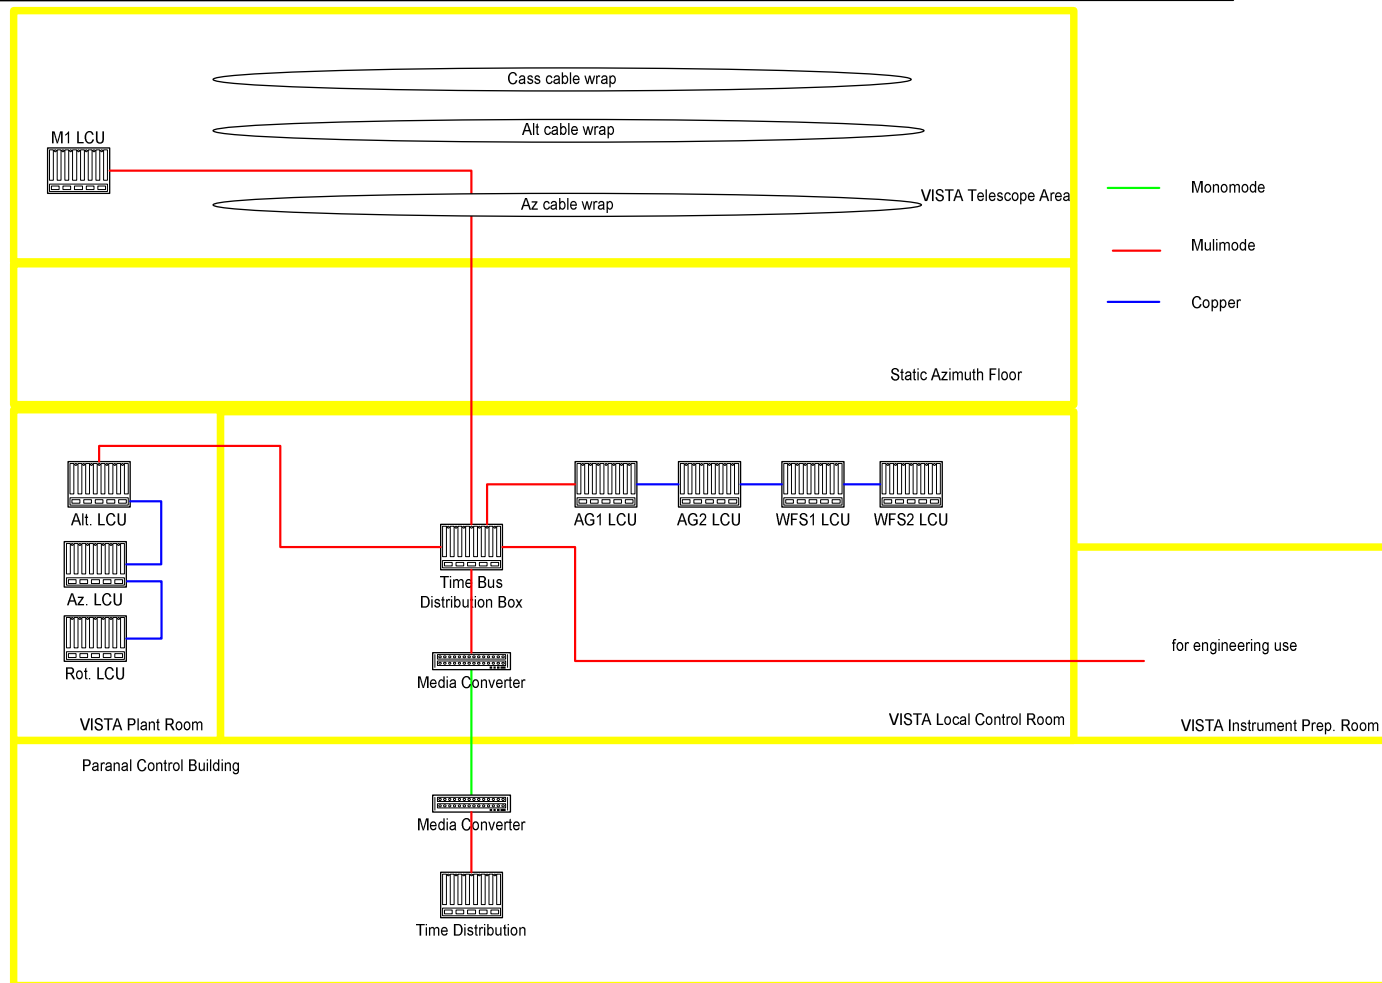 Cass cable wrap
Alt cable wrap
M1 LCU
Az cable wrap
VISTA Telescope Area
Monomode
Mulimode
Copper
Static Azimuth Floor
Alt. LCU
AG1 LCU
AG2 LCU
WFS1 LCU
WFS2 LCU
Time Bus
Distribution Box
Az. LCU
Rot. LCU
Media Converter
for engineering use
VISTA Plant Room
VISTA Local Control Room
VISTA Instrument Prep. Room
Paranal Control Building
Media Converter
Time Distribution